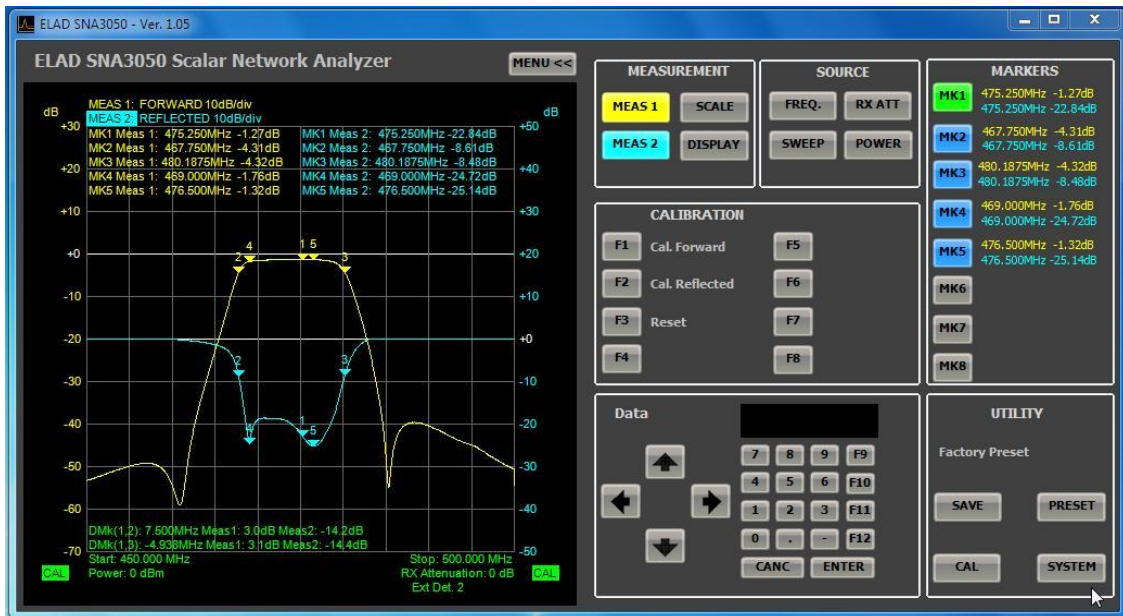 ELAD SNA3050 - Ver. 1.05
ELAD SNA3050 Scalar Network Analyzer
MENU <<
dB
MEAS 1: FORWARD 10dB/div
MEAS 2: REFLECTED 10dB/div
dB
MK1 Meas 1: 475.250MHz -1.27dB
MK2 Meas 1: 467.750MHz -4.31dB
MK3 Meas 1: 480.1875MHz -4.32dB
MK4 Meas 1: 469.000MHz -1.76dB
MK5 Meas 1: 476.500MHz -1.32dB
MK1 Meas 2: 475.250MHz -22.84dB
MK2 Meas 2: 467.750MHz -8.61dB
MK3 Meas 2: 480.1875MHz -8.48dB
MK4 Meas 2: 469.000MHz -24.72dB
MK5 Meas 2: 476.500MHz -25.14dB
+30
+20
+10
+0
-10
-20
-30
-40
-50
-60
-70
+50
+40
+30
+20
+10
+0
-10
-20
-30
-40
-50
2
4
1
5
3
2
4
1
5
3
DMk(1,2): 7.500MHz Meas1: 3.0dB Meas2: -14.2dB
DMk(1,3): -4.938MHz Meas1: 3.1dB Meas2: -14.4dB
Start: 450.000 MHz
Stop: 500.000 MHz
CAL
Power: 0 dBm
RX Attenuation: 0 dB
CAL
Ext Det. 2
MEASUREMENT
MEAS 1
SCALE
MEAS 2
DISPLAY
SOURCE
FREQ.
RX ATT
SWEEP
POWER
CALIBRATION
F1
Cal. Forward
F5
F2
Cal. Reflected
F6
F3
Reset
F7
F4
F8
Data
7
8
9
F9
4
5
6
F10
1
2
3
F11
0
.
-
F12
CANC
ENTER
MARKERS
MK1
475.250MHz -1.27dB
475.250MHz -22.84dB
MK2
467.750MHz -4.31dB
467.750MHz -8.61dB
MK3
480.1875MHz -4.32dB
480.1875MHz -8.48dB
MK4
469.000MHz -1.76dB
469.000MHz -24.72dB
MK5
476.500MHz -1.32dB
476.500MHz -25.14dB
MK6
MK7
MK8
UTILITY
Factory Preset
SAVE
PRESET
CAL
SYSTEM